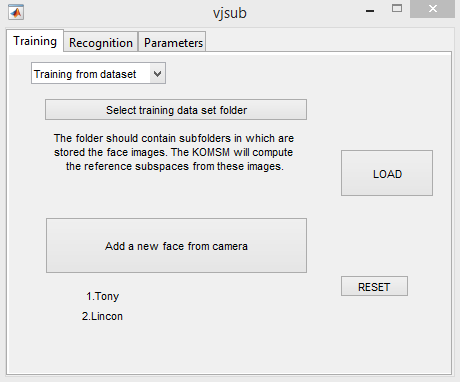 vjsub
Training Recognition Parameters
Training from dataset
Select training data set folder
The folder should contain subfolders in which are
stored the face images. The KOMSM will compute
the reference subspaces from these images.
LOAD
Add a new face from camera
RESET
1.Tony
2.Lincon